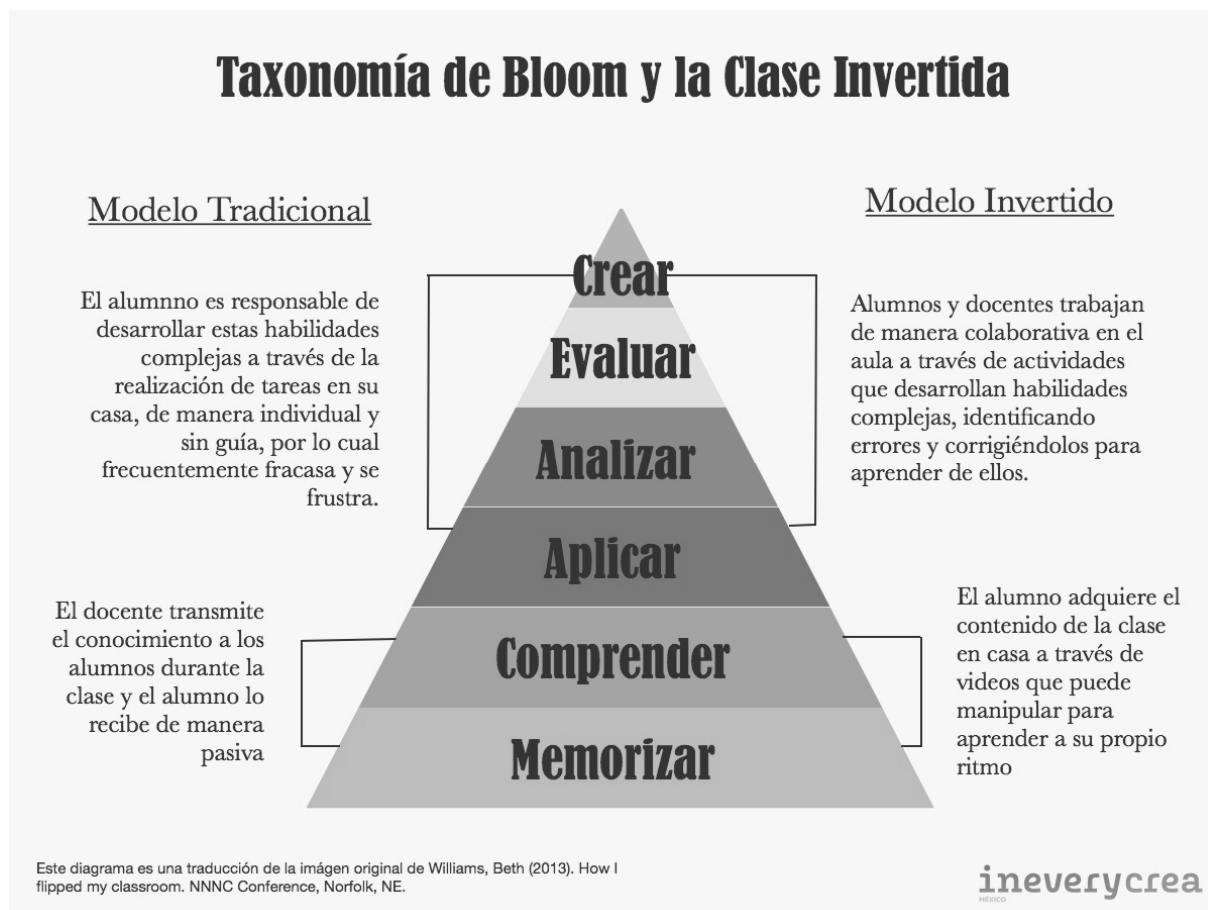 Taxonomía de Bloom y la Clase Invertida
Modelo Tradicional
El alumnno es responsable de
desarrollar estas habilidades
complejas a través de la
realización de tareas en su
casa, de manera individual y
sin guía, por lo cual
frecuentemente fracasa y se
frustra.
El docente transmite
el conocimiento a los
alumnos durante la
clase y el alumno lo
recibe de manera
pasiva
Crear
Evaluar
Analizar
Aplicar
Comprender
Memorizar
Modelo Invertido
Alumnos y docentes trabajan
de manera colaborativa en el
aula a través de actividades
que desarrollan habilidades
complejas, identificando
errores y corrigiéndolos para
aprender de ellos.
El alumno adquiere el
contenido de la clase
en casa a través de
videos que puede
manipular para
aprender a su propio
ritmo
Este diagrama es una traducción de la imágen original de Williams, Beth (2013). How I
flipped my classroom. NNNC Conference, Norfolk, NE.
ineverycrea
MÉXICO